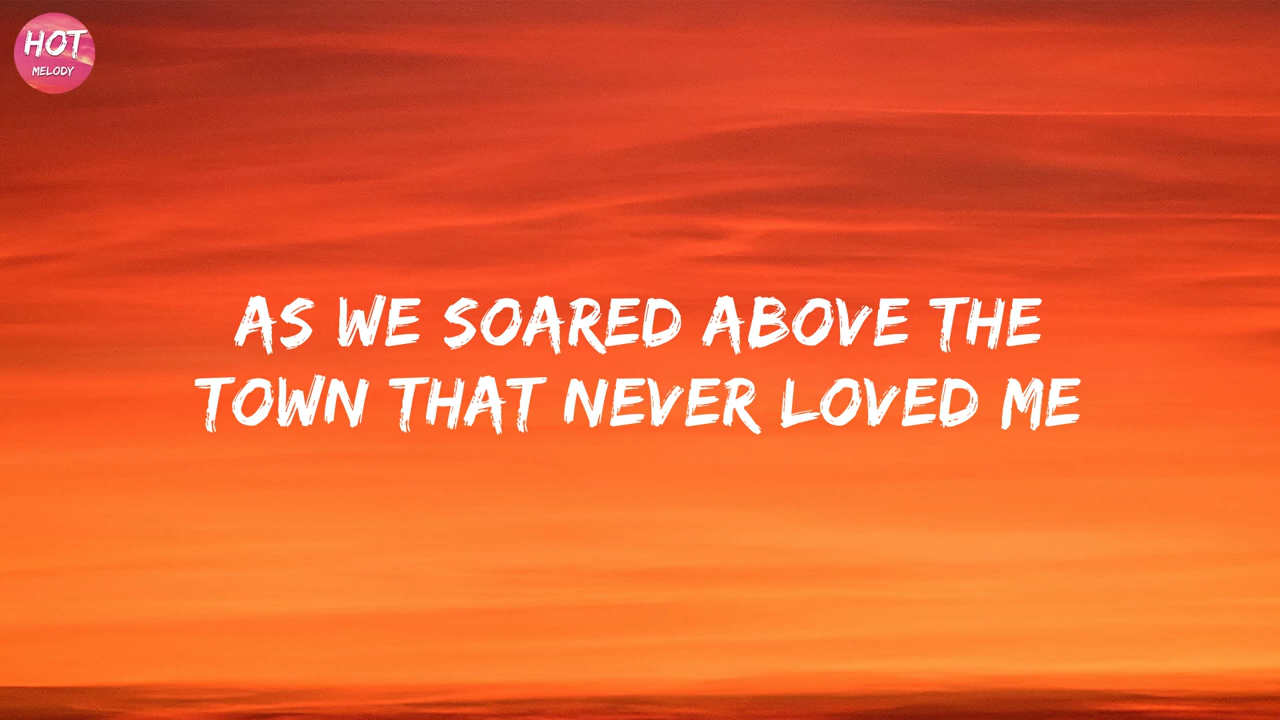 HOT
MELODY
AS WE SOARED ABOVE THE
TOWN THAT NEVER LOVED ME